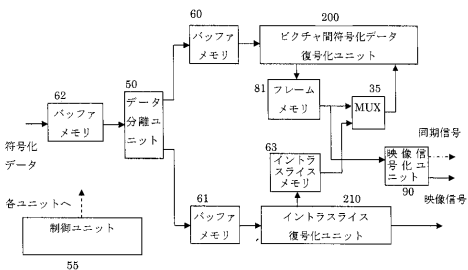 60
バッファ
メモリ
200
ピクチャ間符号化データ
復号化ユニット
62
バッファ
メモリ
50
データ
分離ユ
ニット
81
フレーム
メモリ
35
MUX
同期信号
符号化
データ
63
イントラ
スライス
メモリ
映像信
号化ユ
ニット
90
映像信号
各ユニットへ
制御ユニット
55
61
バッファ
メモリ
210
イントラスライス
復号化ユニット